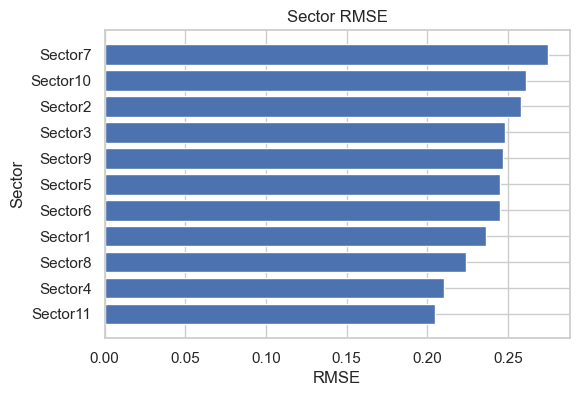 Sector RMSE
Sector
Sector7
Sector10
Sector2
Sector3
Sector9
Sector5
Sector6
Sector1
Sector8
Sector4
Sector11
0.00 0.05 0.10 0.15 0.20 0.25
RMSE